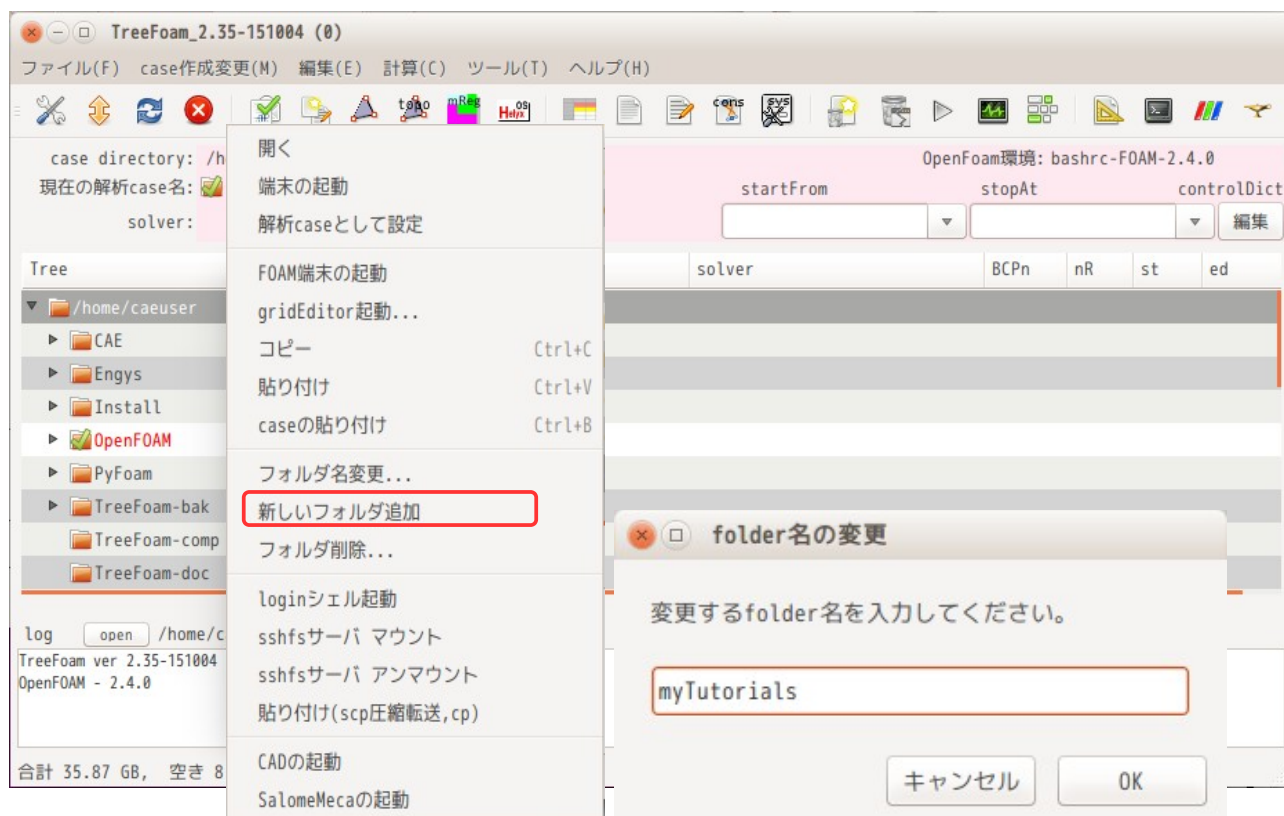 TreeFoam_2.35-151004 (0)
ファイル(F) case作成変更(M) 編集(E) 計算(C) ツール(T) ヘルプ(H)
topo mReg Helyx OS cons sys
case directory: /h
OpenFoam環境: bashrc-FOAM-2.4.0
現在の解析case名:
startFrom stopAt controlDict
solver:
編集
Tree solver BCPn nR st ed
/home/caeuser
CAE
Engys
Install
OpenFOAM
PyFoam
TreeFoam-bak
TreeFoam-comp
TreeFoam-doc
log open /home/c
TreeFoam ver 2.35-151004
OpenFOAM - 2.4.0
合計 35.87 GB, 空き 8
開く
端末の起動
解析caseとして設定
FOAM端末の起動
gridEditor起動...
コピー Ctrl+C
貼り付け Ctrl+V
caseの貼り付け Ctrl+B
フォルダ名変更...
新しいフォルダ追加
フォルダ削除...
loginシェル起動
sshfsサーバ マウント
sshfsサーバ アンマウント
貼り付け(scp圧縮転送,cp)
CADの起動
SalomeMecaの起動
folder名の変更
変更するfolder名を入力してください。
myTutorials
キャンセル OK